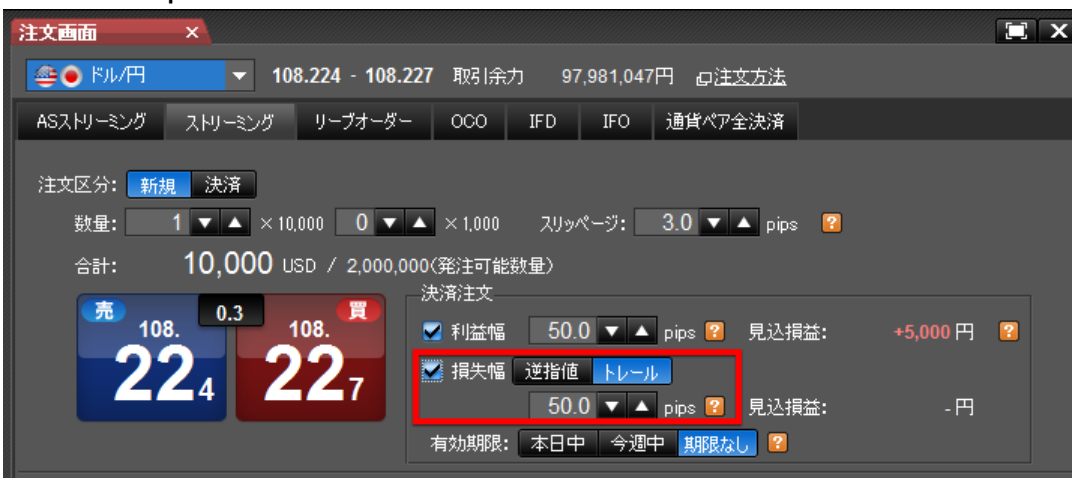 注文画面 ×
ドル/円 ▼ 108.224 - 108.227 取引余力 97,981,047円 注文方法
ASストリーミング ストリーミング リーブオーダー OCO IFD IFO 通貨ペア全決済
注文区分: 新規 決済
数量: 1 ▼ ▲ ×10,000 0 ▼ ▲ ×1,000 スリッページ: 3.0 ▼ ▲ pips ?
合計: 10,000 USD / 2,000,000(発注可能数量)
決済注文
売 0.3 買
108. 108.
224 227
利益幅 50.0 ▼ ▲ pips ? 見込損益: +5,000 円 ?
損失幅 逆指値 トレール
50.0 ▼ ▲ pips ? 見込損益: - 円
有効期限: 本日中 今週中 期限なし ?